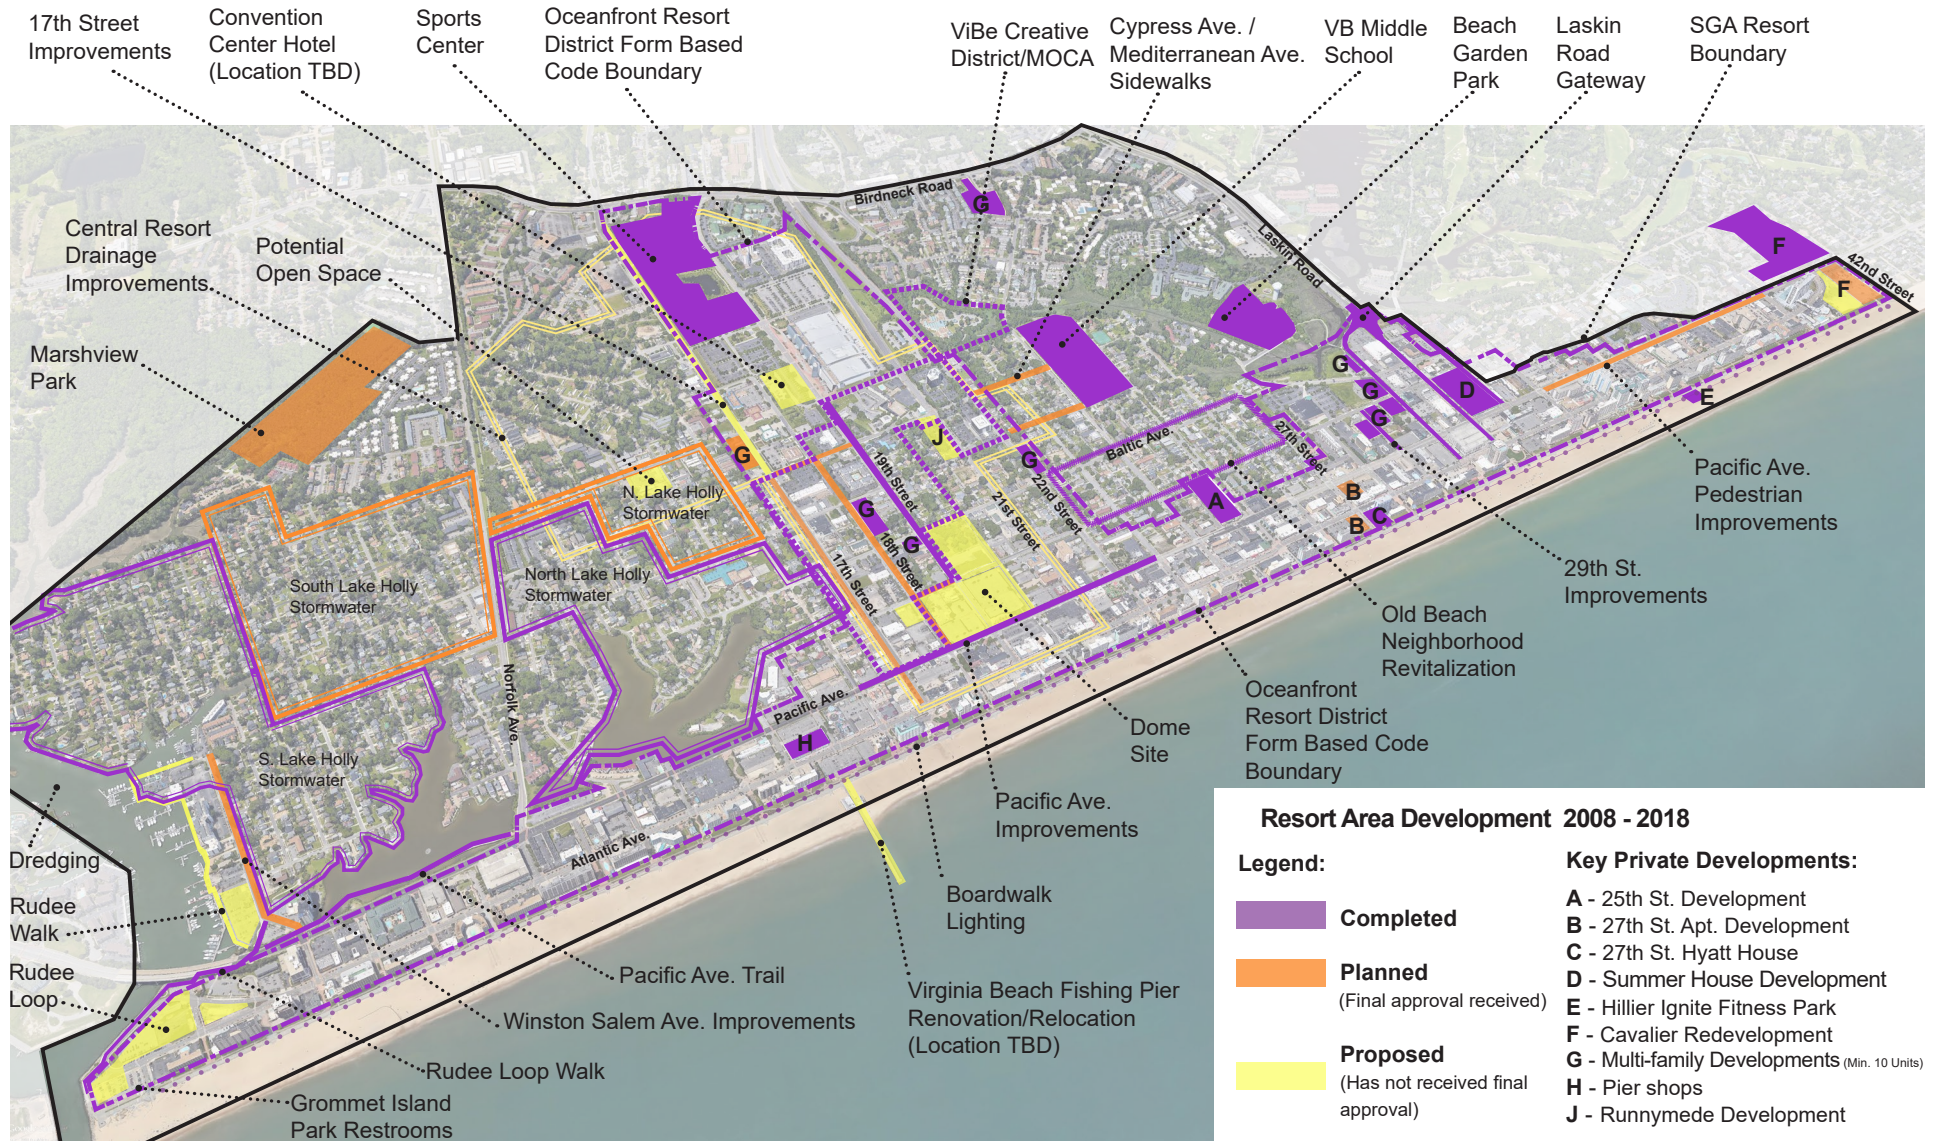 17th Street
Improvements
Convention
Center Hotel
(Location TBD)
Sports
Center
Oceanfront Resort
District Form Based
Code Boundary
ViBe Creative
District/MOCA
Cypress Ave. /
Mediterranean Ave.
Sidewalks
VB Middle
School
Beach
Garden
Park
Laskin
Road
Gateway
SGA Resort
Boundary
Central Resort
Drainage
Improvements
Potential
Open Space
Marshview
Park
Birdneck Road
G
Laskin Road
F
42nd Street
F
G
G
G
D
E
J
G
G
Baltic Ave.
27th Street
22nd Street
19th Street
21st Street
A
B
B
C
G
G
18th Street
17th Street
N. Lake Holly
Stormwater
South Lake Holly
Stormwater
North Lake Holly
Stormwater
Norfolk Ave.
Pacific Ave.
H
S. Lake Holly
Stormwater
Atlantic Ave.
Pacific Ave.
Pedestrian
Improvements
29th St.
Improvements
Old Beach
Neighborhood
Revitalization
Oceanfront
Resort District
Form Based Code
Boundary
Dome
Site
Pacific Ave.
Improvements
Boardwalk
Lighting
Virginia Beach Fishing Pier
Renovation/Relocation
(Location TBD)
Dredging
Rudee
Walk
Rudee
Loop
Pacific Ave. Trail
Winston Salem Ave. Improvements
Rudee Loop Walk
Grommet Island
Park Restrooms
Resort Area Development 2008 - 2018
Legend:
Completed
Planned
(Final approval received)
Proposed
(Has not received final
approval)
Key Private Developments:
A - 25th St. Development
B - 27th St. Apt. Development
C - 27th St. Hyatt House
D - Summer House Development
E - Hillier Ignite Fitness Park
F - Cavalier Redevelopment
G - Multi-family Developments (Min. 10 Units)
H - Pier shops
J - Runnymede Development